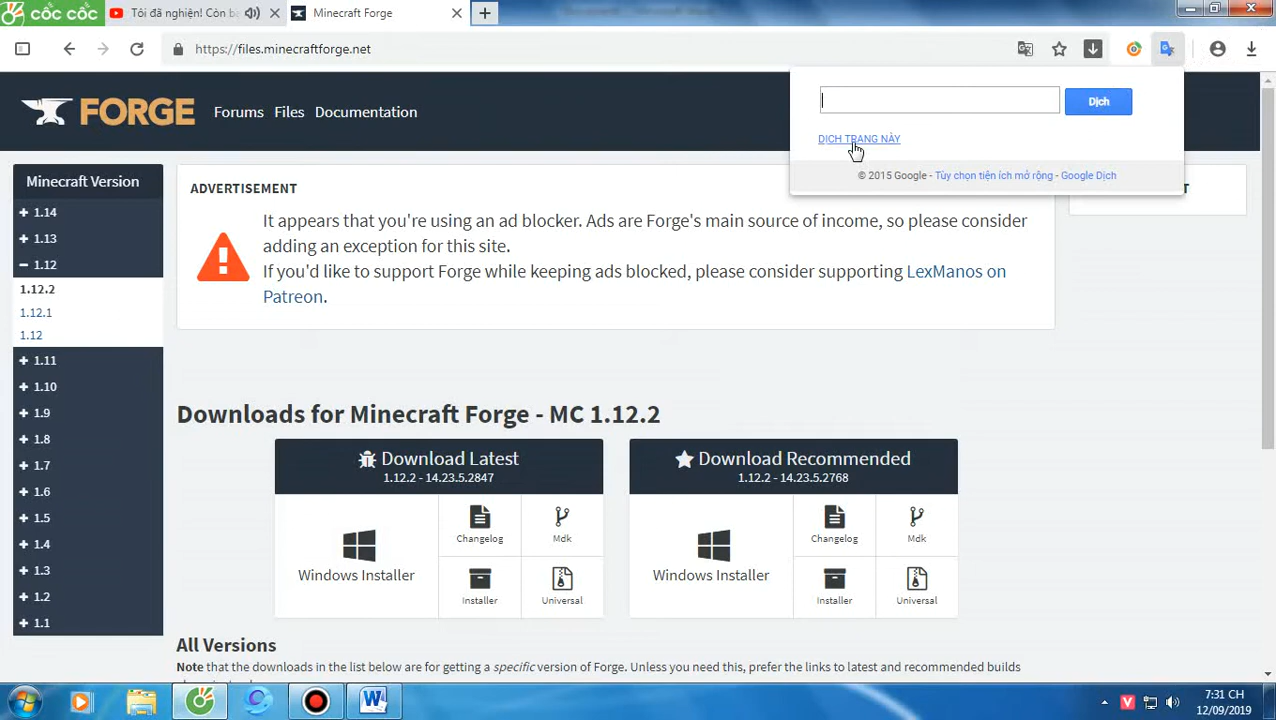 cốc cốc
Tôi đã nghiện! Còn bạ
Minecraft Forge
https://files.minecraftforge.net
FORGE
Forums
Files
Documentation
Dịch
DỊCH TRANG NÀY
© 2015 Google - Tùy chọn tiện ích mở rộng - Google Dịch
Minecraft Version
1.14
1.13
1.12
1.12.2
1.12.1
1.12
1.11
1.10
1.9
1.8
1.7
1.6
1.5
1.4
1.3
1.2
1.1
ADVERTISEMENT
It appears that you're using an ad blocker. Ads are Forge's main source of income, so please consider
adding an exception for this site.
If you'd like to support Forge while keeping ads blocked, please consider supporting LexManos on
Patreon.
Downloads for Minecraft Forge - MC 1.12.2
Download Latest
1.12.2 - 14.23.5.2847
Windows Installer
Changelog
Mdk
Installer
Universal
Download Recommended
1.12.2 - 14.23.5.2768
Windows Installer
Changelog
Mdk
Installer
Universal
All Versions
Note that the downloads in the list below are for getting a specific version of Forge. Unless you need this, prefer the links to latest and recommended builds
7:31 CH
12/09/2019